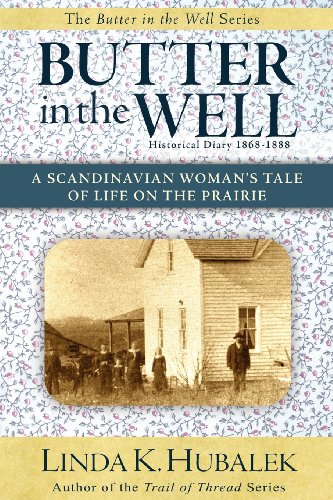 The Butter in the Well Series
BUTTER
in the WELL
Historical Diary 1868-1888
A SCANDINAVIAN WOMAN'S TALE
OF LIFE ON THE PRAIRIE
LINDA K. HUBALEK
Author of the Trail of Thread Series